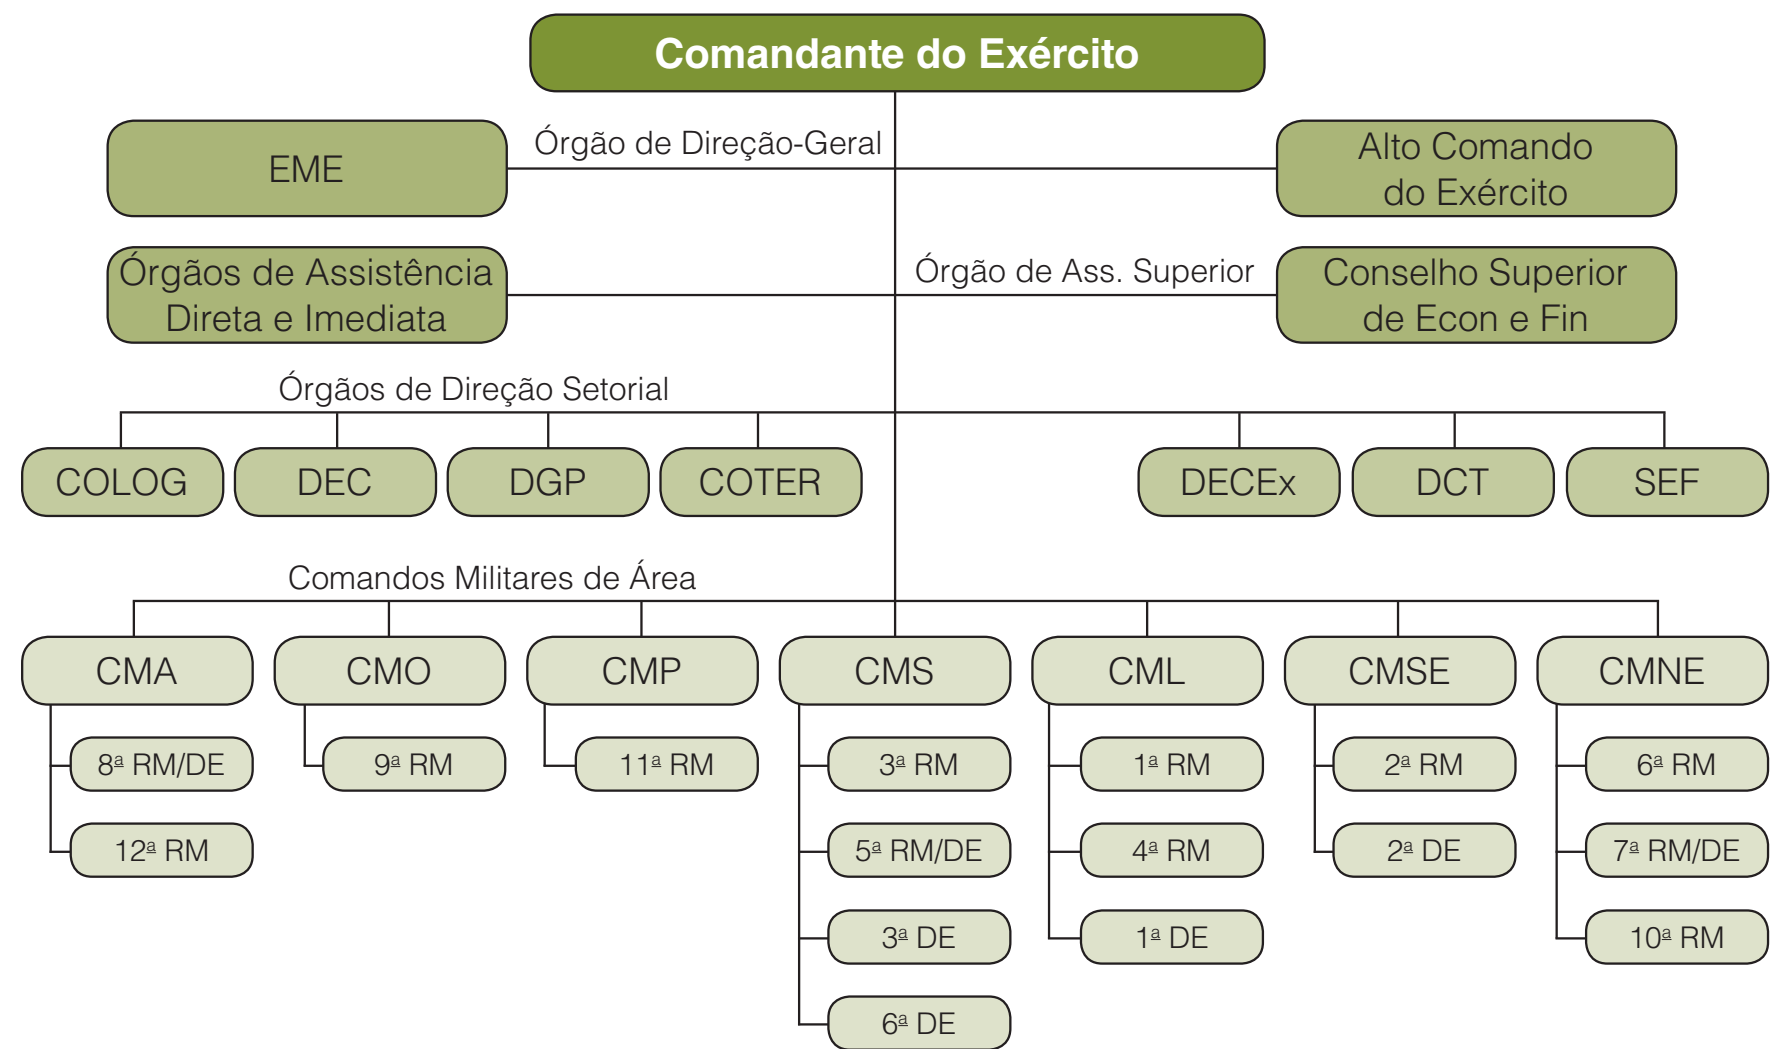 Comandante do Exército
EME
Órgão de Direção-Geral
Alto Comando
do Exército
Órgãos de Assistência
Direta e Imediata
Órgão de Ass. Superior
Conselho Superior
de Econ e Fin
Órgãos de Direção Setorial
COLOG
DEC
DGP
COTER
DECEx
DCT
SEF
Comandos Militares de Área
CMA
CMO
CMP
CMS
CML
CMSE
CMNE
8ª RM/DE
9ª RM
11ª RM
3ª RM
1ª RM
2ª RM
6ª RM
12ª RM
5ª RM/DE
4ª RM
2ª DE
7ª RM/DE
3ª DE
1ª DE
10ª RM
6ª DE